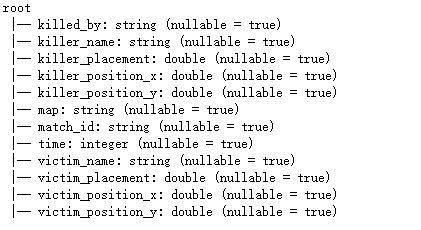 root
 |-- killed_by: string (nullable = true)
 |-- killer_name: string (nullable = true)
 |-- killer_placement: double (nullable = true)
 |-- killer_position_x: double (nullable = true)
 |-- killer_position_y: double (nullable = true)
 |-- map: string (nullable = true)
 |-- match_id: string (nullable = true)
 |-- time: integer (nullable = true)
 |-- victim_name: string (nullable = true)
 |-- victim_placement: double (nullable = true)
 |-- victim_position_x: double (nullable = true)
 |-- victim_position_y: double (nullable = true)